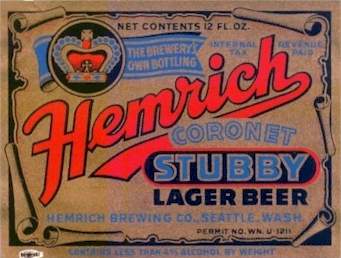 NET CONTENTS 12 FL. OZ.
THE BREWERY'S OWN BOTTLING
INTERNAL REVENUE
TAX PAID
Hemrich
CORONET
STUBBY
LAGER BEER
HEMRICH BREWING CO., SEATTLE, WASH.
PERMIT NO. WN. U-1211
CONTAINS LESS THAN 4% ALCOHOL BY WEIGHT